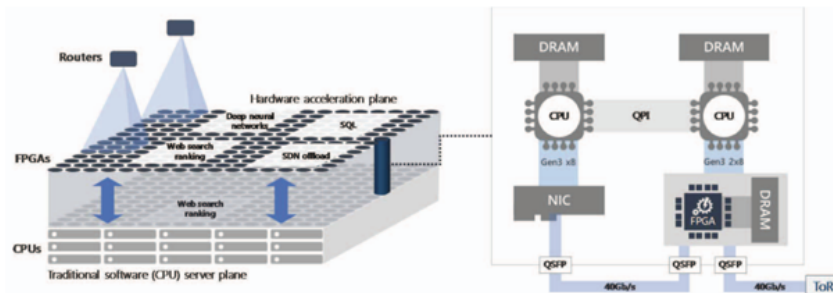 Routers
Hardware acceleration plane
Deep neural
networks
SQL
Web search
ranking
SDN offload
FPGAs
Web search
ranking
CPUs
Traditional software (CPU) server plane
DRAM
DRAM
CPU
QPI
CPU
Gen3 x8
Gen3 2x8
NIC
FPGA
DRAM
QSFP
QSFP
QSFP
40Gb/s
40Gb/s
ToR